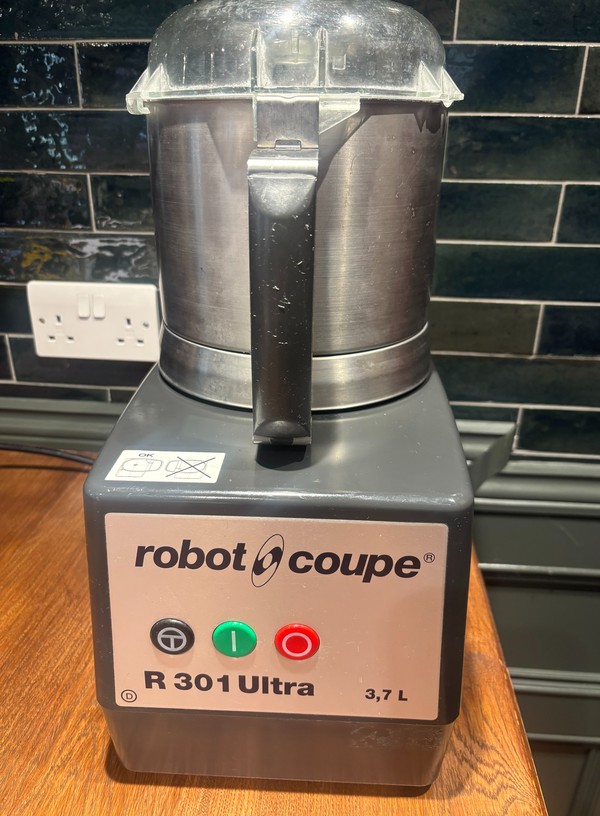 OK
robot coupe®
R 301 Ultra
3,7 L
D